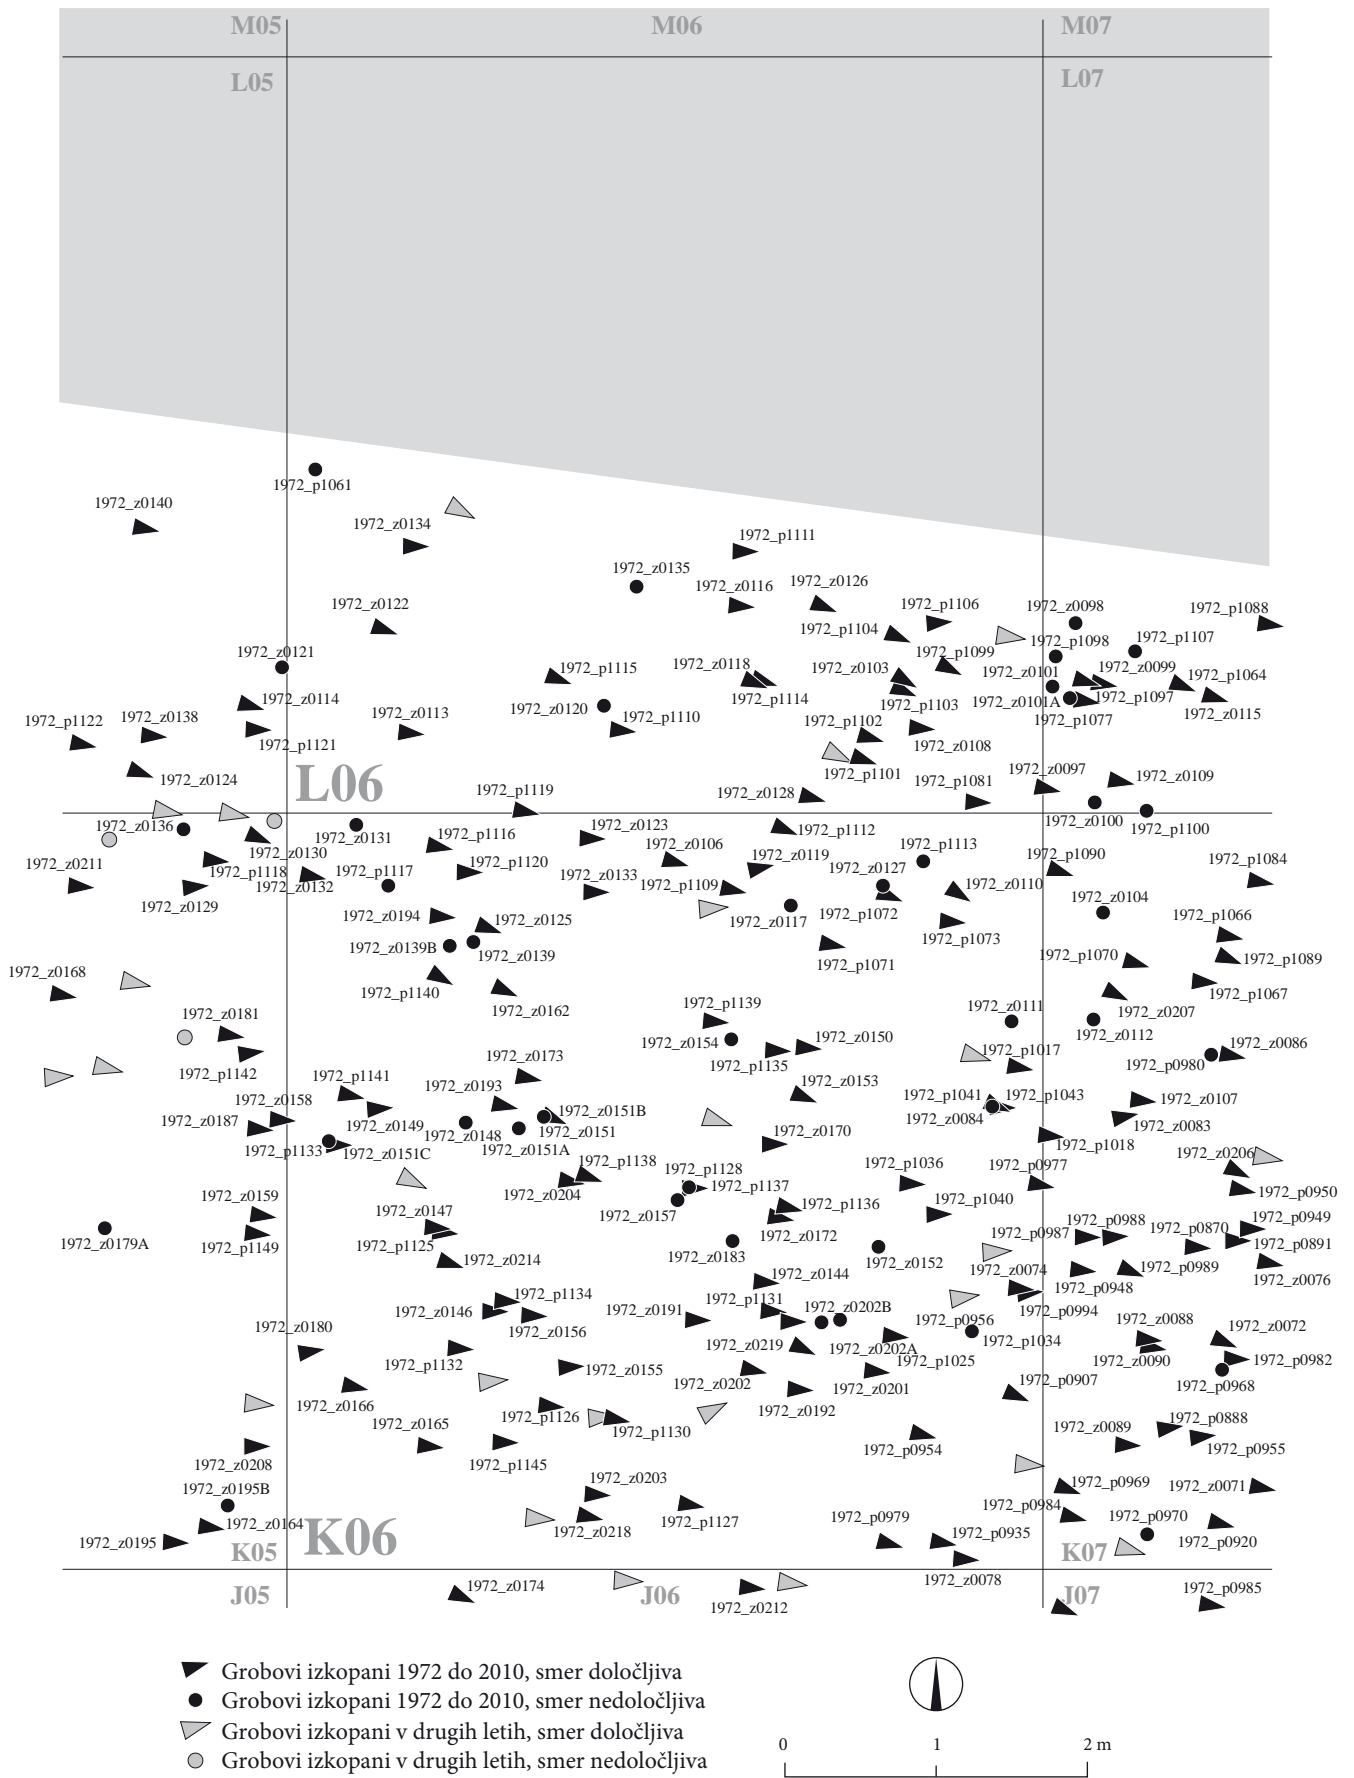 M05
M06
M07
L05
L07
1972_p1061
1972_z0140
1972_z0134
1972_p1111
1972_z0135
1972_z0116
1972_z0126
1972_z0122
1972_p1106
1972_z0098
1972_p1088
1972_p1104
1972_p1098
1972_p1107
1972_z0121
1972_p1115
1972_z0118
1972_z0103
1972_p1099
1972_z0101
1972_z0099
1972_p1064
1972_z0114
1972_z0120
1972_p1114
1972_p1103
1972_z0101A
1972_p1097
1972_z0115
1972_p1122
1972_z0138
1972_z0113
1972_p1110
1972_p1102
1972_p1077
1972_p1121
1972_z0108
1972_z0124
L06
1972_p1101
1972_z0097
1972_z0109
1972_p1119
1972_z0128
1972_p1081
1972_z0136
1972_z0131
1972_p1116
1972_z0123
1972_p1112
1972_z0100
1972_p1100
1972_z0211
1972_z0130
1972_z0106
1972_z0119
1972_p1113
1972_p1090
1972_p1084
1972_p1118
1972_p1117
1972_p1120
1972_z0127
1972_z0132
1972_z0133
1972_p1109
1972_z0110
1972_z0129
1972_z0194
1972_z0125
1972_z0117
1972_p1072
1972_z0104
1972_p1066
1972_z0139B
1972_z0139
1972_p1073
1972_p1070
1972_p1089
1972_z0168
1972_p1140
1972_p1071
1972_p1067
1972_z0162
1972_p1139
1972_z0111
1972_z0207
1972_z0181
1972_z0154
1972_z0150
1972_z0112
1972_p1142
1972_z0173
1972_p1135
1972_p1017
1972_p0980
1972_z0086
1972_p1141
1972_z0193
1972_z0153
1972_p1041
1972_p1043
1972_z0107
1972_z0158
1972_z0151B
1972_z0187
1972_z0149
1972_z0148
1972_z0151
1972_z0084
1972_z0083
1972_p1133
1972_z0151C
1972_z0151A
1972_z0170
1972_p1018
1972_p1138
1972_p1128
1972_p1036
1972_p0977
1972_z0206
1972_z0204
1972_p1137
1972_p0950
1972_z0159
1972_z0147
1972_z0157
1972_p1136
1972_p1040
1972_p0988
1972_p0949
1972_z0179A
1972_p1149
1972_p1125
1972_z0172
1972_p0987
1972_p0870
1972_p0891
1972_z0214
1972_z0183
1972_z0152
1972_p0989
1972_z0144
1972_z0074
1972_z0076
1972_p0948
1972_z0146
1972_p1134
1972_z0191
1972_p1131
1972_z0202B
1972_p0994
1972_z0180
1972_z0156
1972_p0956
1972_z0088
1972_z0072
1972_z0219
1972_z0202A
1972_p1034
1972_p1132
1972_z0155
1972_p1025
1972_z0090
1972_p0982
1972_z0202
1972_z0201
1972_p0907
1972_p0968
1972_z0166
1972_p1126
1972_z0192
1972_z0165
1972_p1130
1972_p0888
1972_z0208
1972_p1145
1972_p0954
1972_z0089
1972_p0955
1972_z0195B
1972_z0203
1972_p0969
1972_z0071
1972_z0164
1972_p0984
1972_p0970
1972_z0195
K06
1972_z0218
1972_p1127
1972_p0979
1972_p0935
1972_p0920
K05
K07
1972_z0078
J05
1972_z0174
J06
1972_z0212
J07
1972_p0985
Grobovi izkopani 1972 do 2010, smer določljiva
Grobovi izkopani 1972 do 2010, smer nedoločljiva
Grobovi izkopani v drugih letih, smer določljiva
Grobovi izkopani v drugih letih, smer nedoločljiva
0 1 2 m